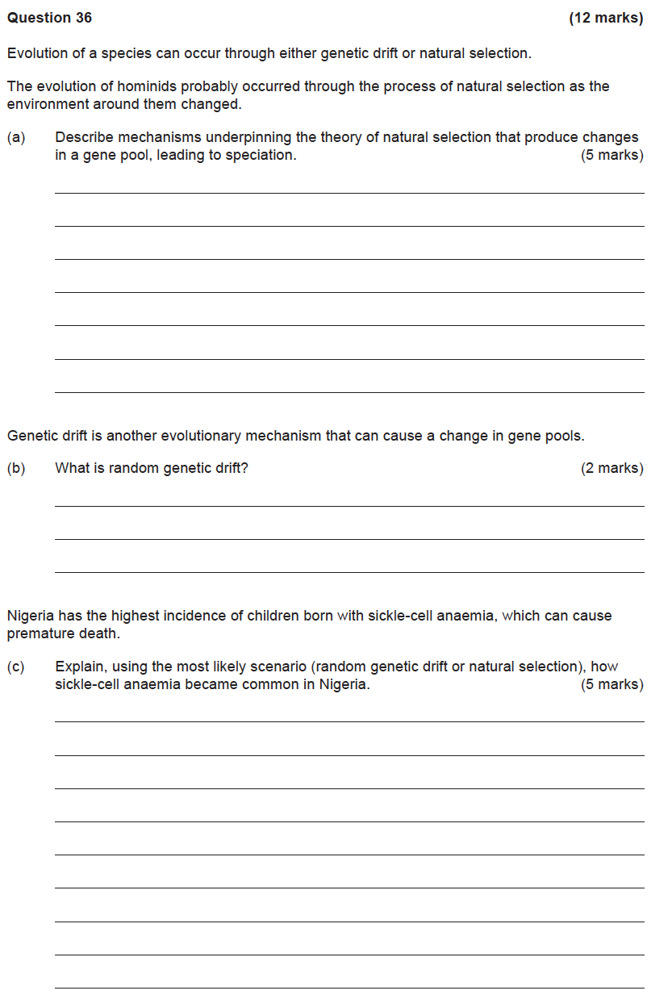 Question 36 (12 marks)
Evolution of a species can occur through either genetic drift or natural selection.
The evolution of hominids probably occurred through the process of natural selection as the
environment around them changed.
(a) Describe mechanisms underpinning the theory of natural selection that produce changes
in a gene pool, leading to speciation. (5 marks)
Genetic drift is another evolutionary mechanism that can cause a change in gene pools.
(b) What is random genetic drift? (2 marks)
Nigeria has the highest incidence of children born with sickle-cell anaemia, which can cause
premature death.
(c) Explain, using the most likely scenario (random genetic drift or natural selection), how
sickle-cell anaemia became common in Nigeria. (5 marks)